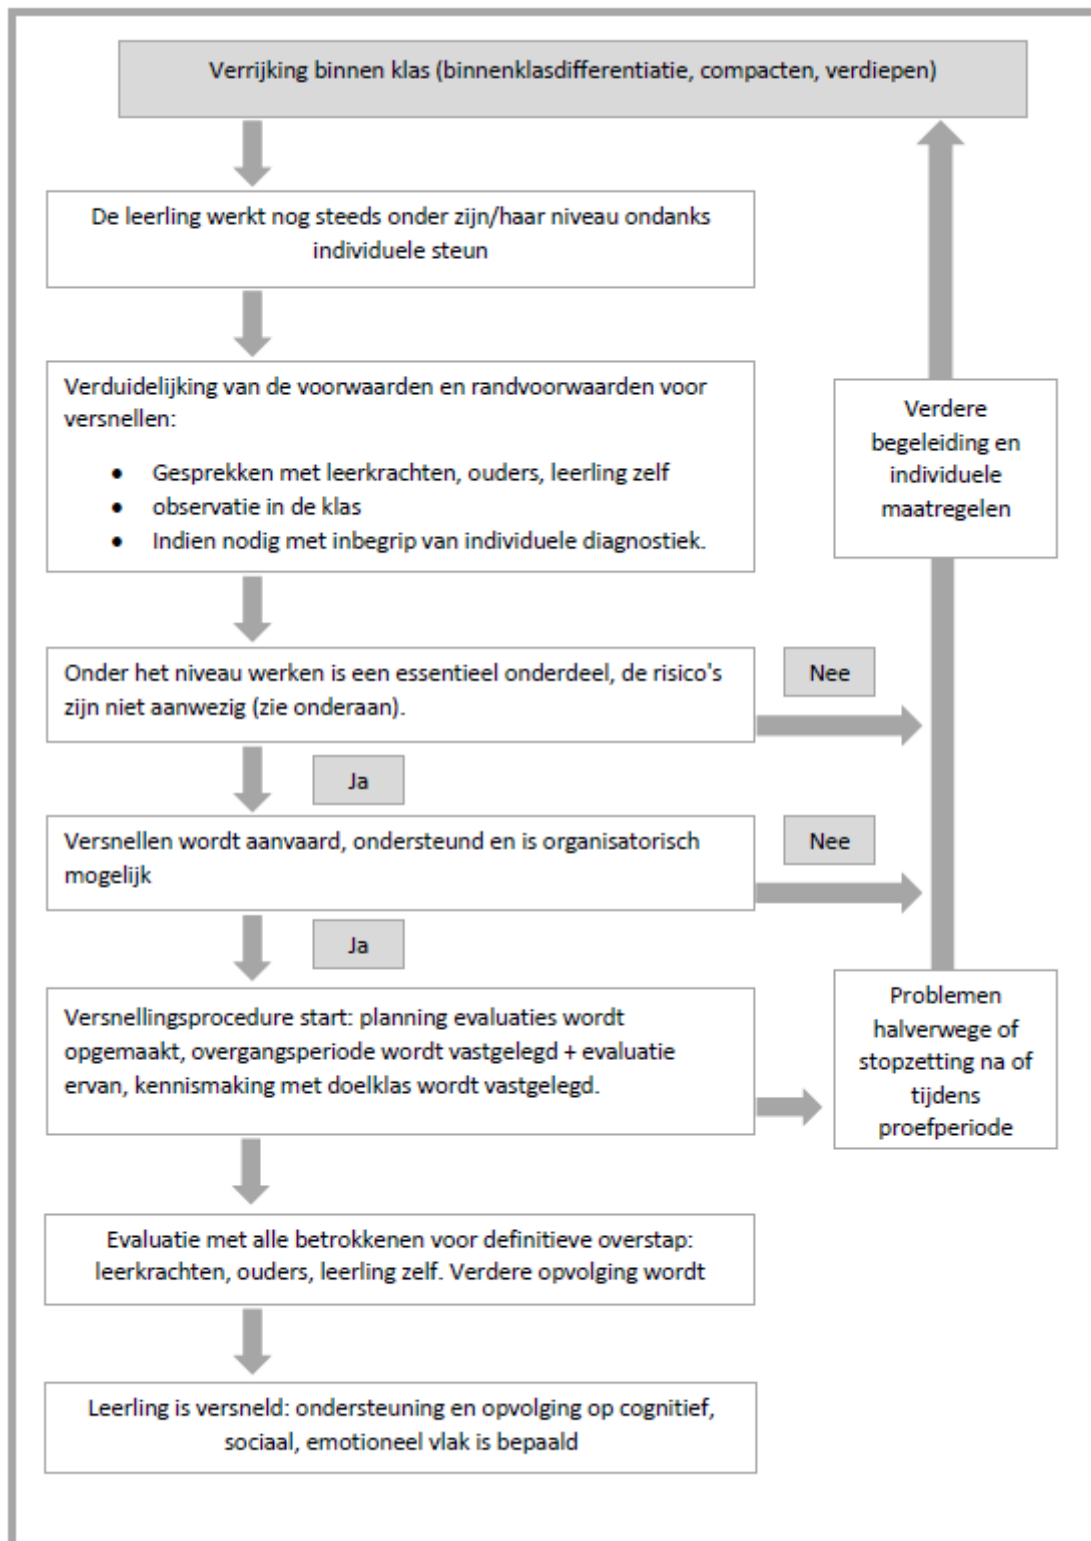 Verrijking binnen klas (binnenklasdifferentiatie, compacten, verdiepen)
De leerling werkt nog steeds onder zijn/haar niveau ondanks
individuele steun
Verduidelijking van de voorwaarden en randvoorwaarden voor
versnellen:
• Gesprekken met leerkrachten, ouders, leerling zelf
• observatie in de klas
• Indien nodig met inbegrip van individuele diagnostiek.
Verdere
begeleiding en
individuele
maatregelen
Onder het niveau werken is een essentieel onderdeel, de risico's
zijn niet aanwezig (zie onderaan).
Nee
Ja
Versnellen wordt aanvaard, ondersteund en is organisatorisch
mogelijk
Nee
Ja
Versnellingsprocedure start: planning evaluaties wordt
opgemaakt, overgangsperiode wordt vastgelegd + evaluatie
ervan, kennismaking met doelklas wordt vastgelegd.
Problemen
halverwege of
stopzetting na of
tijdens
proefperiode
Evaluatie met alle betrokkenen voor definitieve overstap:
leerkrachten, ouders, leerling zelf. Verdere opvolging wordt
Leerling is versneld: ondersteuning en opvolging op cognitief,
sociaal, emotioneel vlak is bepaald